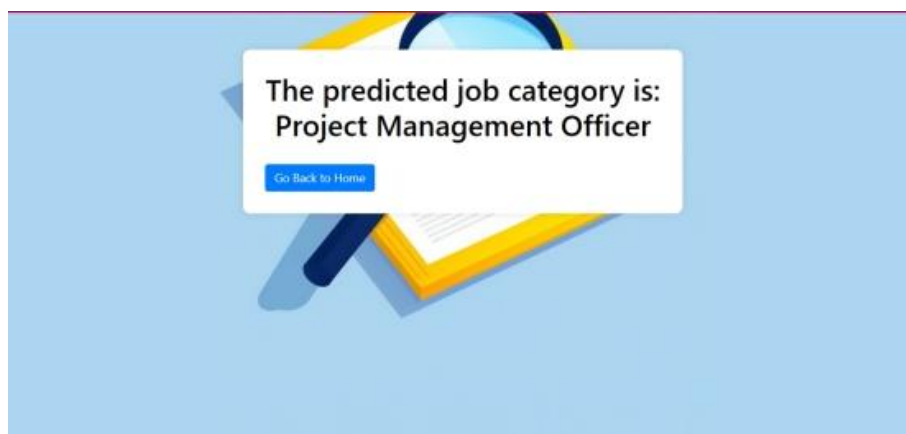 The predicted job category is:
Project Management Officer
Go Back to Home